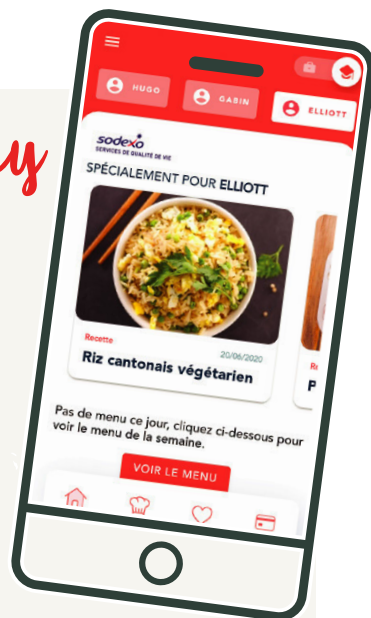 y
HUGO
GABIN
ELLIOTT
sodexo
SERVICES DE QUALITÉ DE VIE
SPÉCIALEMENT POUR ELLIOTT
Recette
20/06/2020
Riz cantonais végétarien
Re
P
Pas de menu ce jour, cliquez ci-dessous pour
voir le menu de la semaine.
VOIR LE MENU